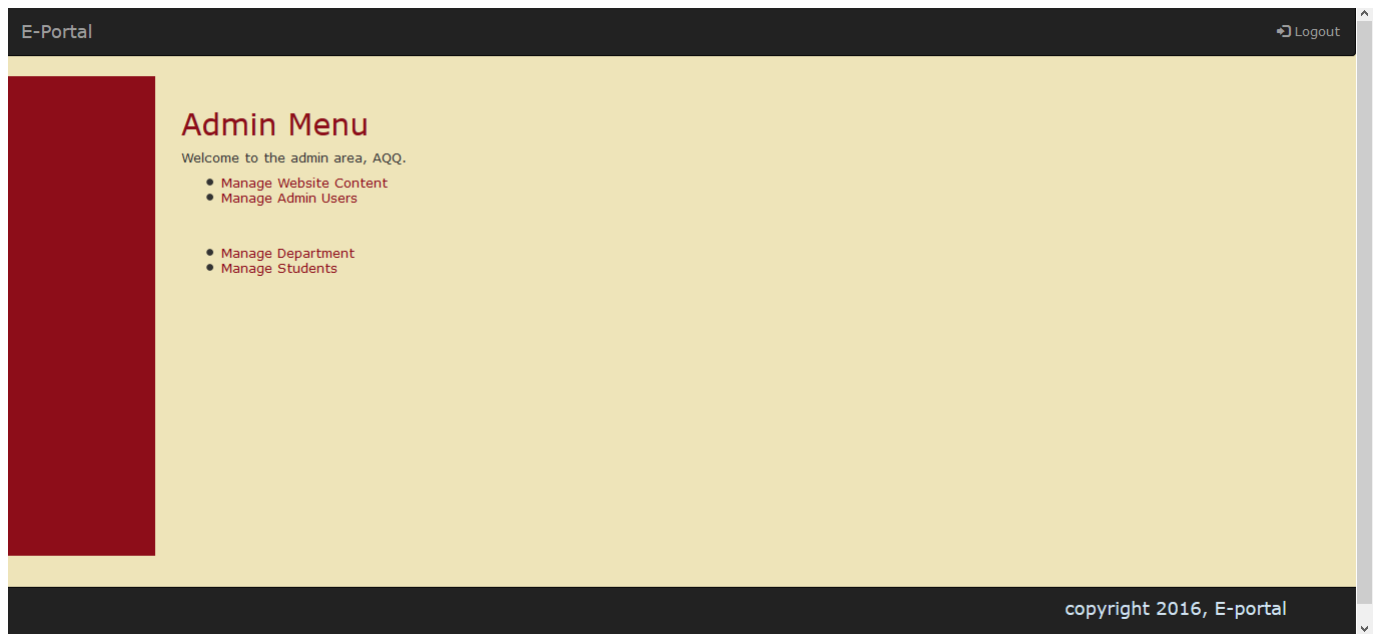 E-Portal
Logout
Admin Menu
Welcome to the admin area, AQQ.
Manage Website Content
Manage Admin Users
Manage Department
Manage Students
copyright 2016, E-portal